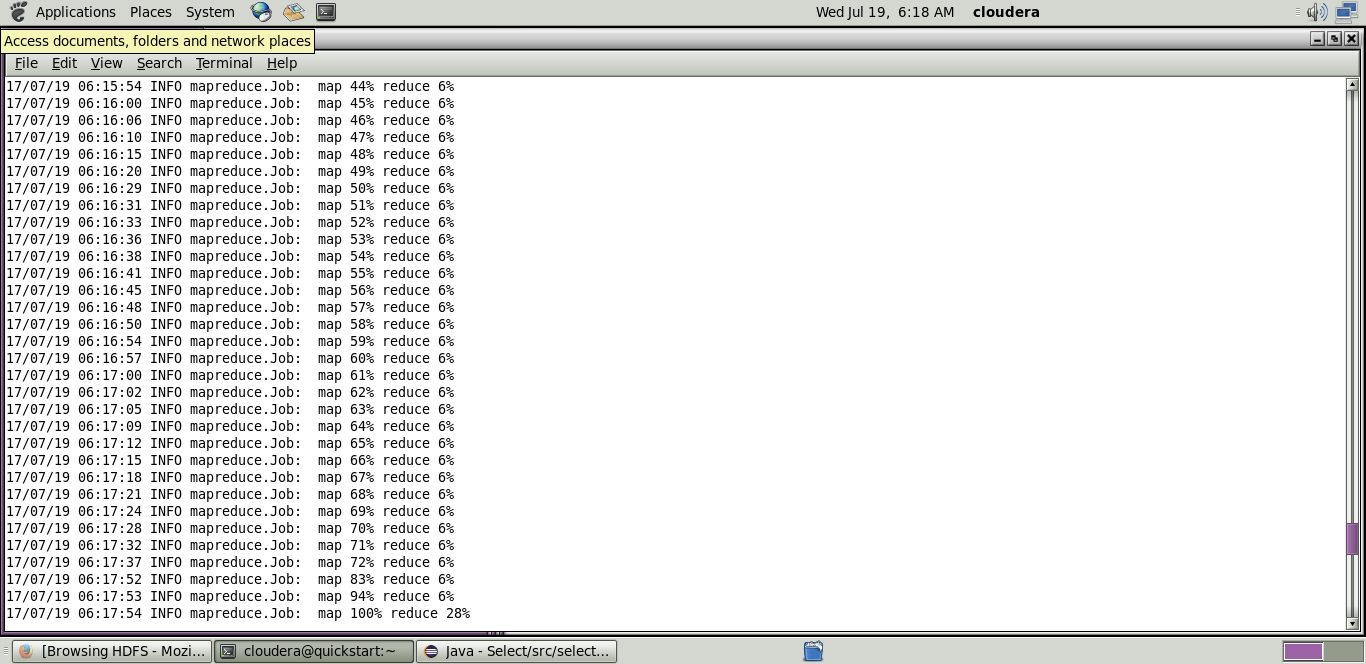 Applications Places System Wed Jul 19, 6:18 AM cloudera
Access documents, folders and network places
File Edit View Search Terminal Help
17/07/19 06:15:54 INFO mapreduce.Job:  map 44% reduce 6%
17/07/19 06:16:00 INFO mapreduce.Job:  map 45% reduce 6%
17/07/19 06:16:06 INFO mapreduce.Job:  map 46% reduce 6%
17/07/19 06:16:10 INFO mapreduce.Job:  map 47% reduce 6%
17/07/19 06:16:15 INFO mapreduce.Job:  map 48% reduce 6%
17/07/19 06:16:20 INFO mapreduce.Job:  map 49% reduce 6%
17/07/19 06:16:29 INFO mapreduce.Job:  map 50% reduce 6%
17/07/19 06:16:31 INFO mapreduce.Job:  map 51% reduce 6%
17/07/19 06:16:33 INFO mapreduce.Job:  map 52% reduce 6%
17/07/19 06:16:36 INFO mapreduce.Job:  map 53% reduce 6%
17/07/19 06:16:38 INFO mapreduce.Job:  map 54% reduce 6%
17/07/19 06:16:41 INFO mapreduce.Job:  map 55% reduce 6%
17/07/19 06:16:45 INFO mapreduce.Job:  map 56% reduce 6%
17/07/19 06:16:48 INFO mapreduce.Job:  map 57% reduce 6%
17/07/19 06:16:50 INFO mapreduce.Job:  map 58% reduce 6%
17/07/19 06:16:54 INFO mapreduce.Job:  map 59% reduce 6%
17/07/19 06:16:57 INFO mapreduce.Job:  map 60% reduce 6%
17/07/19 06:17:00 INFO mapreduce.Job:  map 61% reduce 6%
17/07/19 06:17:02 INFO mapreduce.Job:  map 62% reduce 6%
17/07/19 06:17:05 INFO mapreduce.Job:  map 63% reduce 6%
17/07/19 06:17:09 INFO mapreduce.Job:  map 64% reduce 6%
17/07/19 06:17:12 INFO mapreduce.Job:  map 65% reduce 6%
17/07/19 06:17:15 INFO mapreduce.Job:  map 66% reduce 6%
17/07/19 06:17:18 INFO mapreduce.Job:  map 67% reduce 6%
17/07/19 06:17:21 INFO mapreduce.Job:  map 68% reduce 6%
17/07/19 06:17:24 INFO mapreduce.Job:  map 69% reduce 6%
17/07/19 06:17:28 INFO mapreduce.Job:  map 70% reduce 6%
17/07/19 06:17:32 INFO mapreduce.Job:  map 71% reduce 6%
17/07/19 06:17:37 INFO mapreduce.Job:  map 72% reduce 6%
17/07/19 06:17:52 INFO mapreduce.Job:  map 83% reduce 6%
17/07/19 06:17:53 INFO mapreduce.Job:  map 94% reduce 6%
17/07/19 06:17:54 INFO mapreduce.Job:  map 100% reduce 28%
[Browsing HDFS - Mozi... cloudera@quickstart:~ Java - Select/src/select...